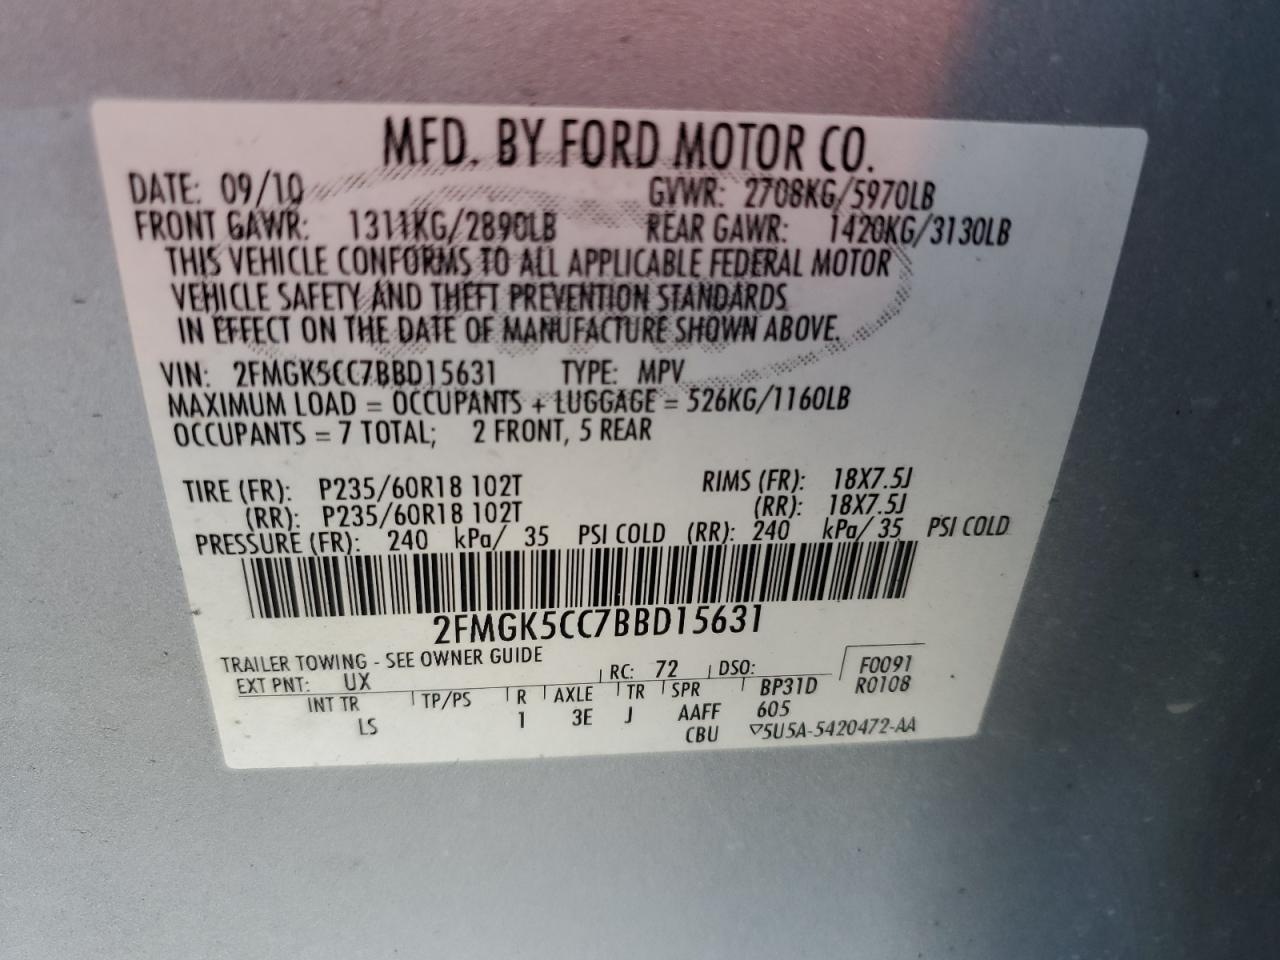 MFD. BY FORD MOTOR CO.
DATE: 09/10 GVWR: 2708KG/5970LB
FRONT GAWR: 1311KG/2890LB REAR GAWR: 1420KG/3130LB
THIS VEHICLE CONFORMS TO ALL APPLICABLE FEDERAL MOTOR
VEHICLE SAFETY AND THEFT PREVENTION STANDARDS
IN EFFECT ON THE DATE OF MANUFACTURE SHOWN ABOVE.
VIN: 2FMGK5CC7BBD15631 TYPE: MPV
MAXIMUM LOAD = OCCUPANTS + LUGGAGE = 526KG/1160LB
OCCUPANTS = 7 TOTAL; 2 FRONT, 5 REAR
TIRE (FR): P235/60R18 102T RIMS (FR): 18X7.5J
(RR): P235/60R18 102T (RR): 18X7.5J
PRESSURE (FR): 240 kPa/ 35 PSI COLD (RR): 240 kPa/ 35 PSI COLD
2FMGK5CC7BBD15631
TRAILER TOWING - SEE OWNER GUIDE
EXT PNT: UX RC: 72 DSO: F0091
INT TR TP/PS R AXLE TR SPR BP31D R0108
LS 1 3E J AAFF 605
CBU ▽5U5A-5420472-AA